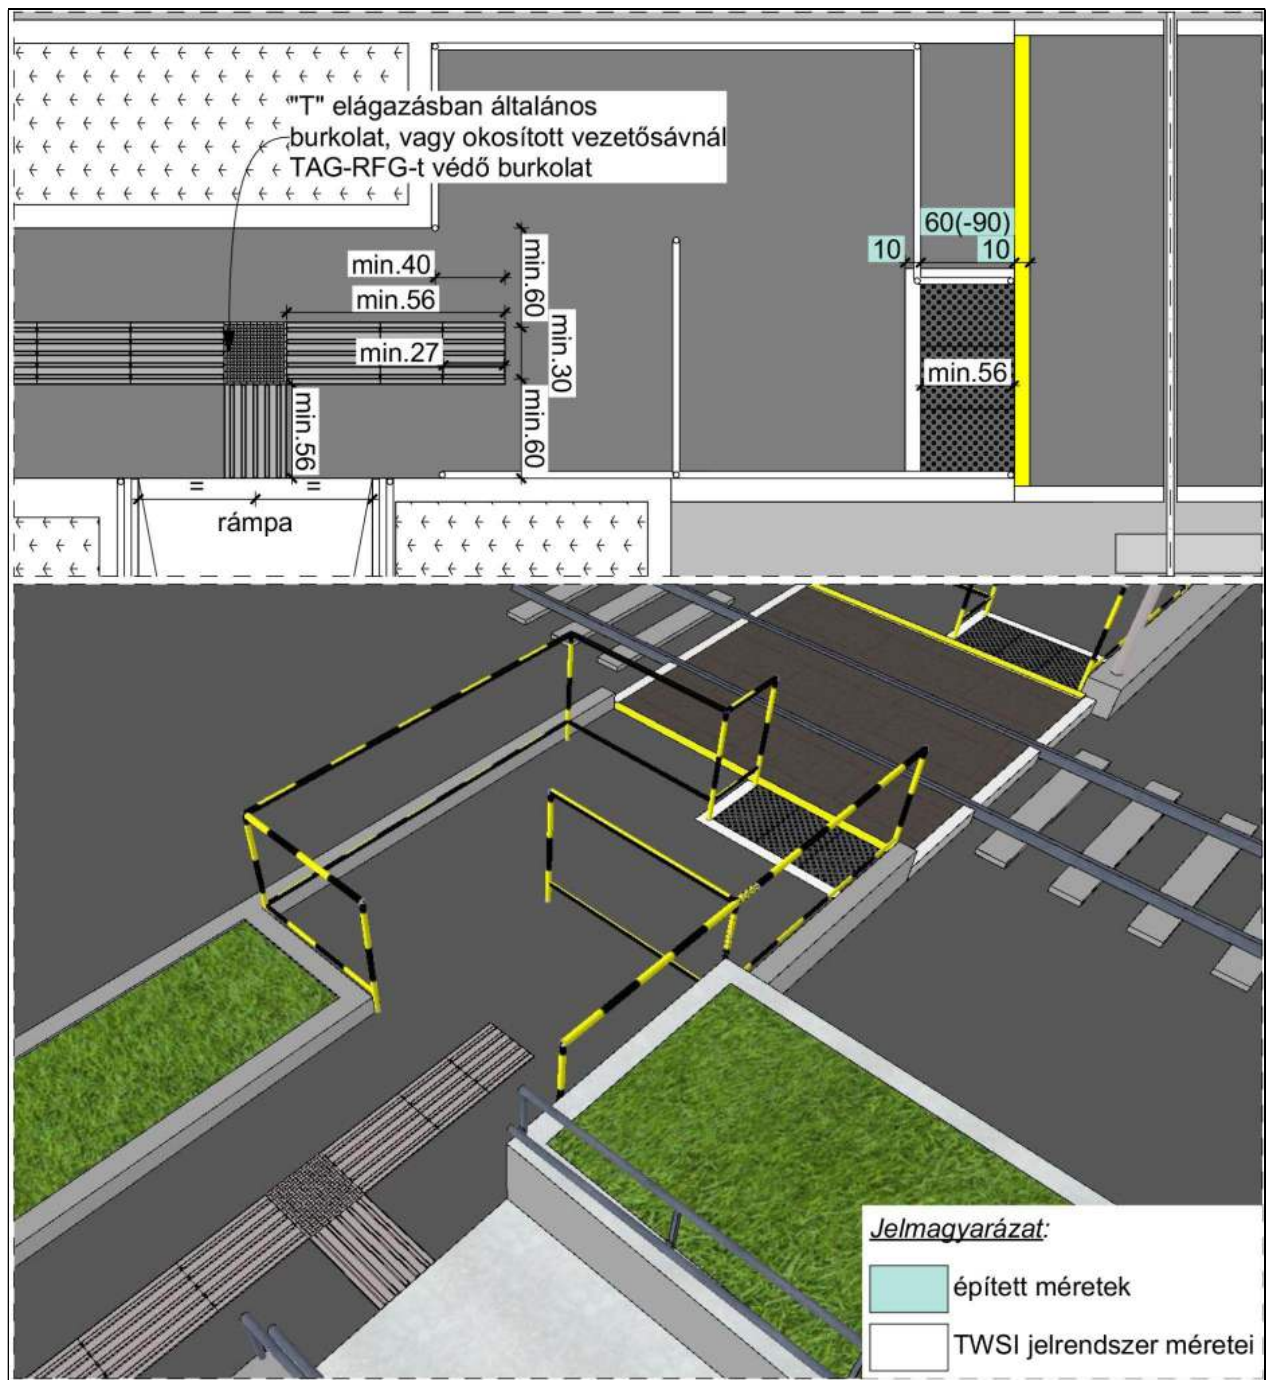 "T" elágazásban általános
burkolat, vagy okosított vezetősávnál
TAG-RFG-t védő burkolat
60(-90)
10
10
min.40
min.60
min.56
min.27
min.30
min.56
min.56
min.60
= =
rámpa
Jelmagyarázat:
épített méretek
TWSI jelrendszer méretei